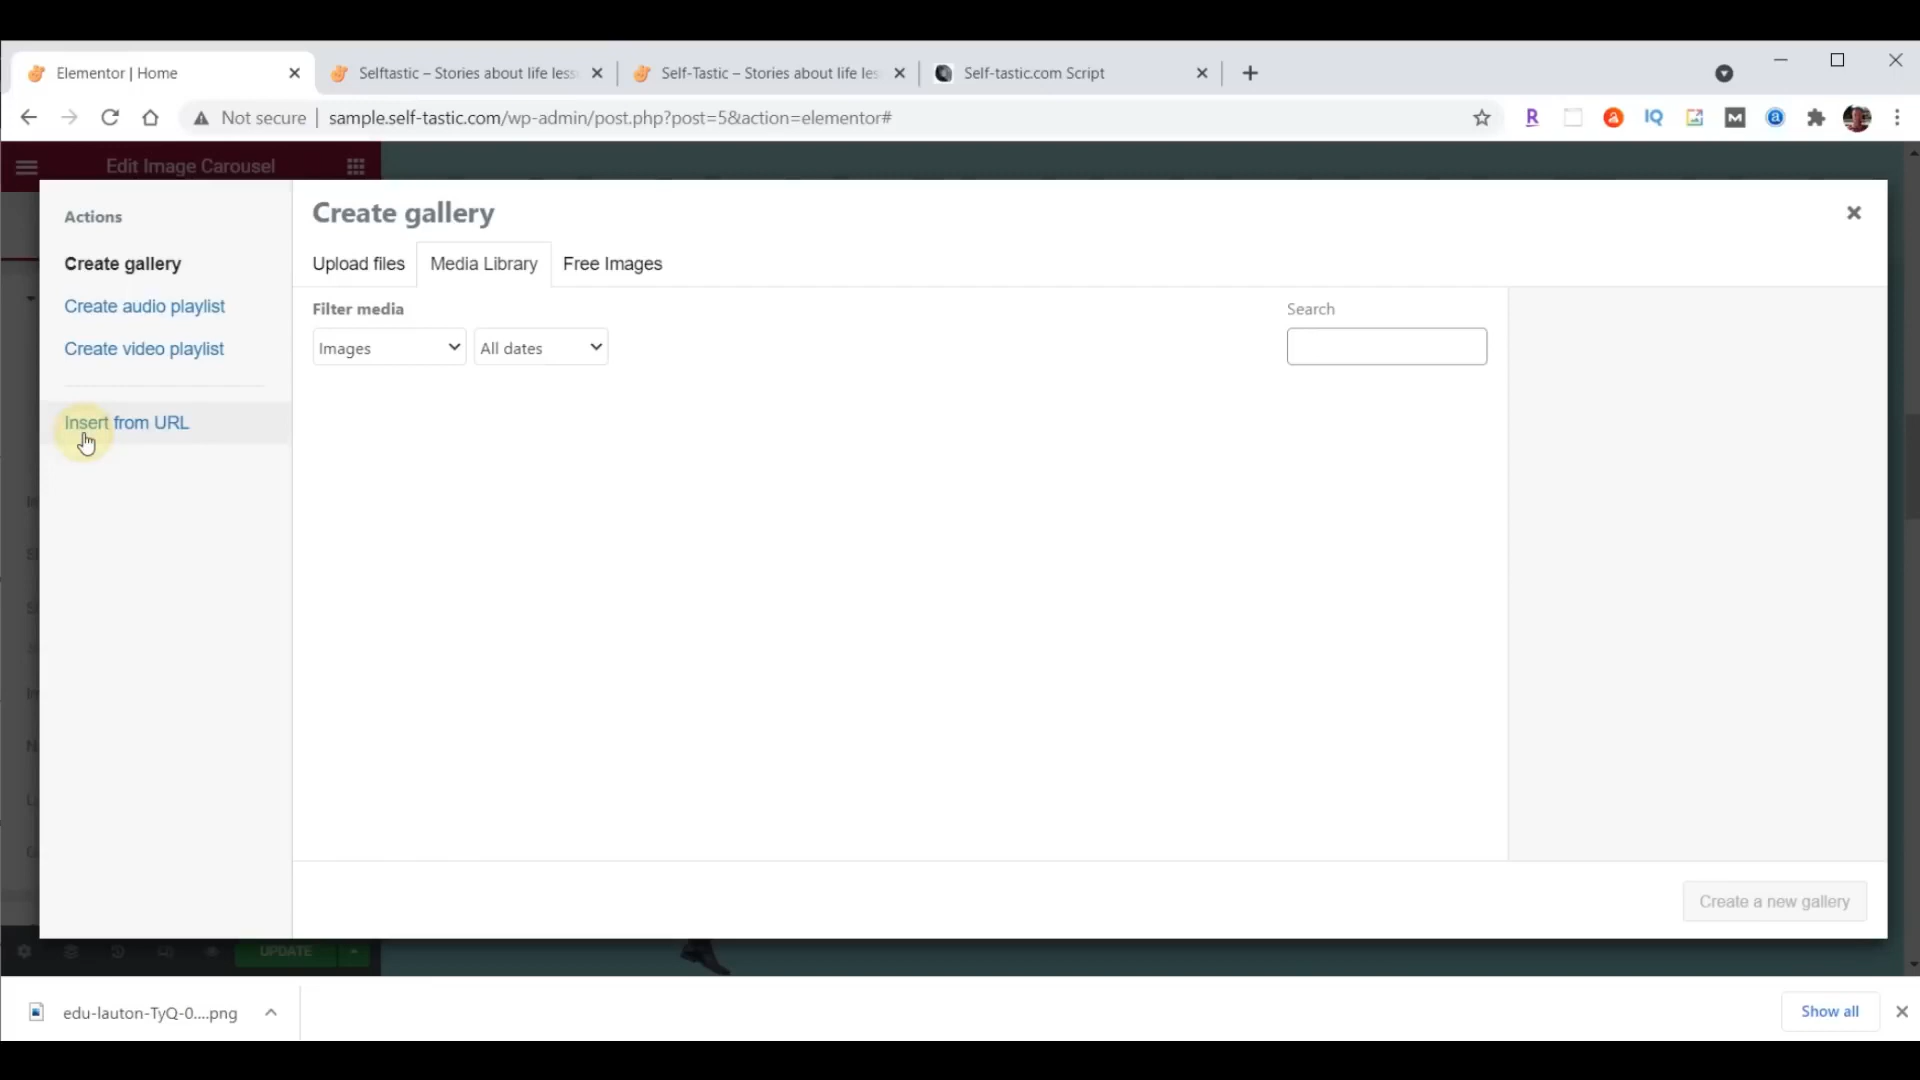 Elementor | Home
Selftastic – Stories about life less
Self-Tastic – Stories about life les
Self-tastic.com Script
Not secure
sample.self-tastic.com/wp-admin/post.php?post=5&action=elementor#
R
IQ
M
a
Edit Image Carousel
Actions
Create gallery
Create audio playlist
Create video playlist
Insert from URL
Create gallery
Upload files
Media Library
Free Images
Filter media
Images
All dates
Search
Create a new gallery
UPDATE
edu-lauton-TyQ-0....png
Show all